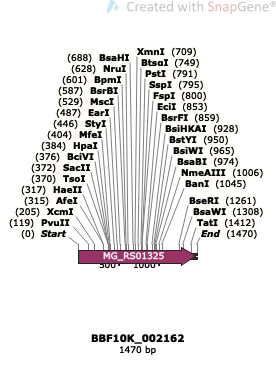 Created with SnapGene®
(688) BsaHI XmnI (709)
(628) NruI BtsαI (749)
(601) BpmI PstI (791)
(587) BsrBI SspI (795)
(529) MscI FspI (800)
(487) EarI EciI (853)
(446) StyI BsrFI (859)
(404) MfeI BsiHKAI (928)
(384) HpaI BstYI (950)
(376) BciVI BsiWI (965)
(372) SacII BsaBI (974)
(370) TsoI NmeAIII (1006)
(317) HaeII BanI (1045)
(315) AfeI BseRI (1261)
(205) XcmI BsaWI (1308)
(119) PvuII TatI (1412)
(0) Start End (1470)
MG_RS01325
500 1000
BBF10K_002162
1470 bp